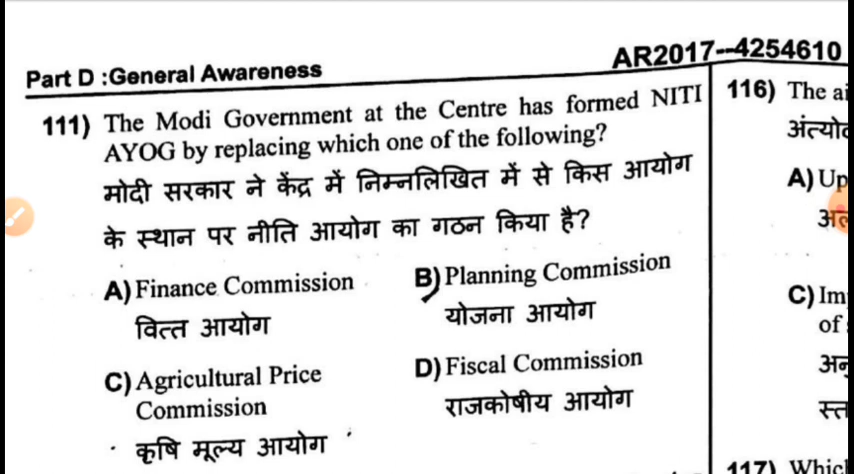 Part D :General Awareness
AR2017--4254610
111) The Modi Government at the Centre has formed NITI
AYOG by replacing which one of the following?
मोदी सरकार ने केंद्र में निम्नलिखित में से किस आयोग
के स्थान पर नीति आयोग का गठन किया है?
A) Finance Commission
वित्त आयोग
B) Planning Commission
योजना आयोग
C) Agricultural Price
Commission
कृषि मूल्य आयोग
D) Fiscal Commission
राजकोषीय आयोग
116) The
A) Up
C) Im
of
117)